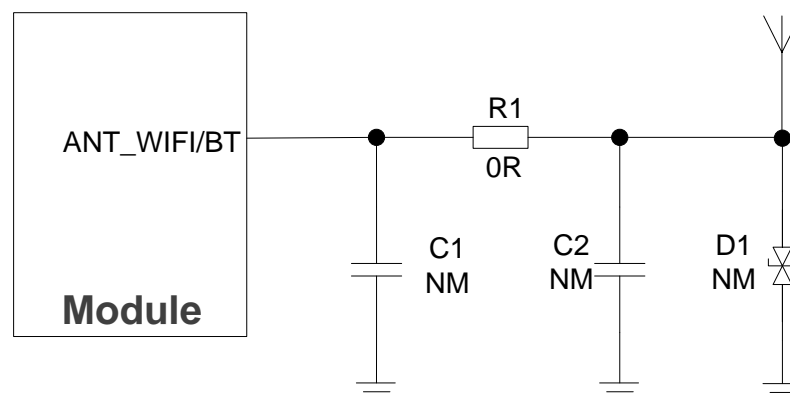 R1
ANT_WIFI/BT
0R
C1
NM
C2
NM
D1
NM
Module